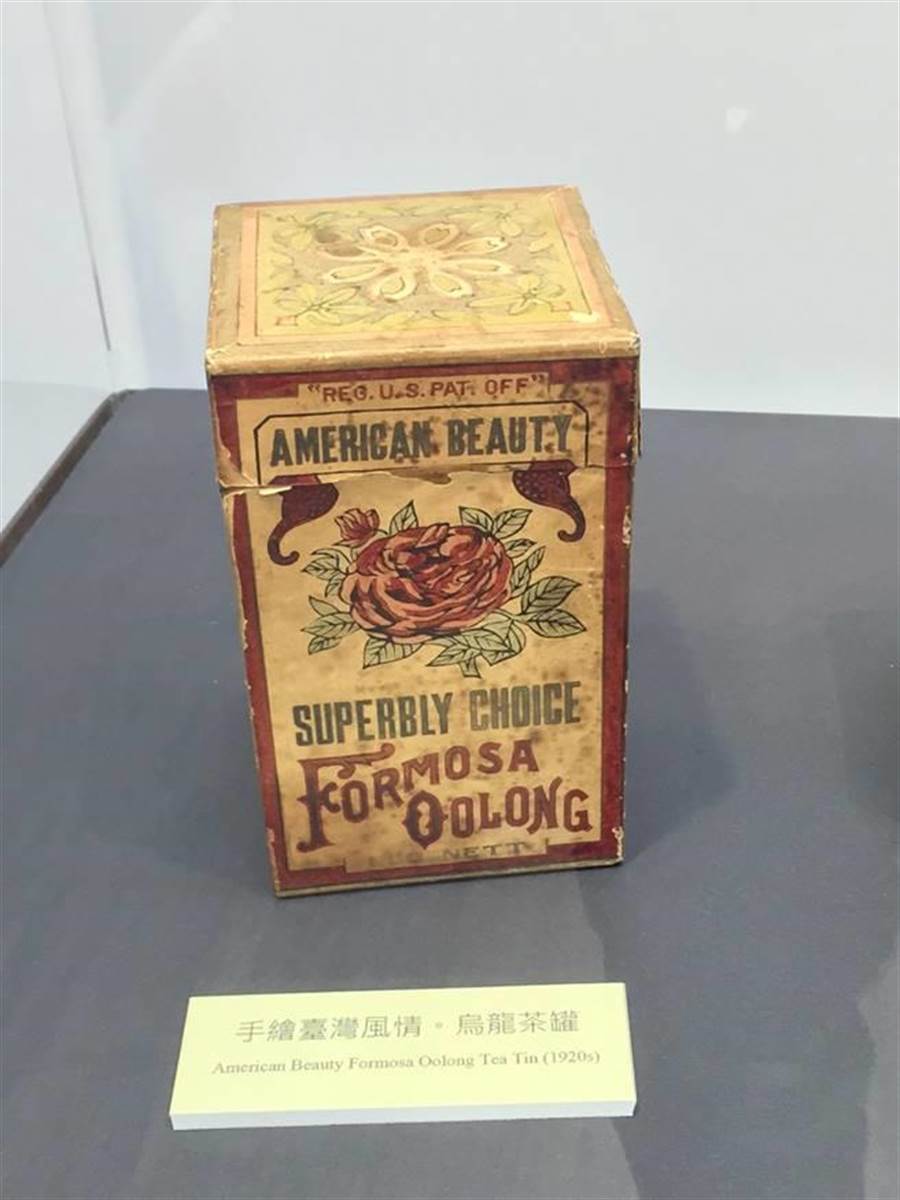 "REG. U.S. PAT. OFF"
AMERICAN BEAUTY
SUPERBLY CHOICE
FORMOSA
OOLONG
NETT
手繪臺灣風情。烏龍茶罐
American Beauty Formosa Oolong Tea Tin (1920s)